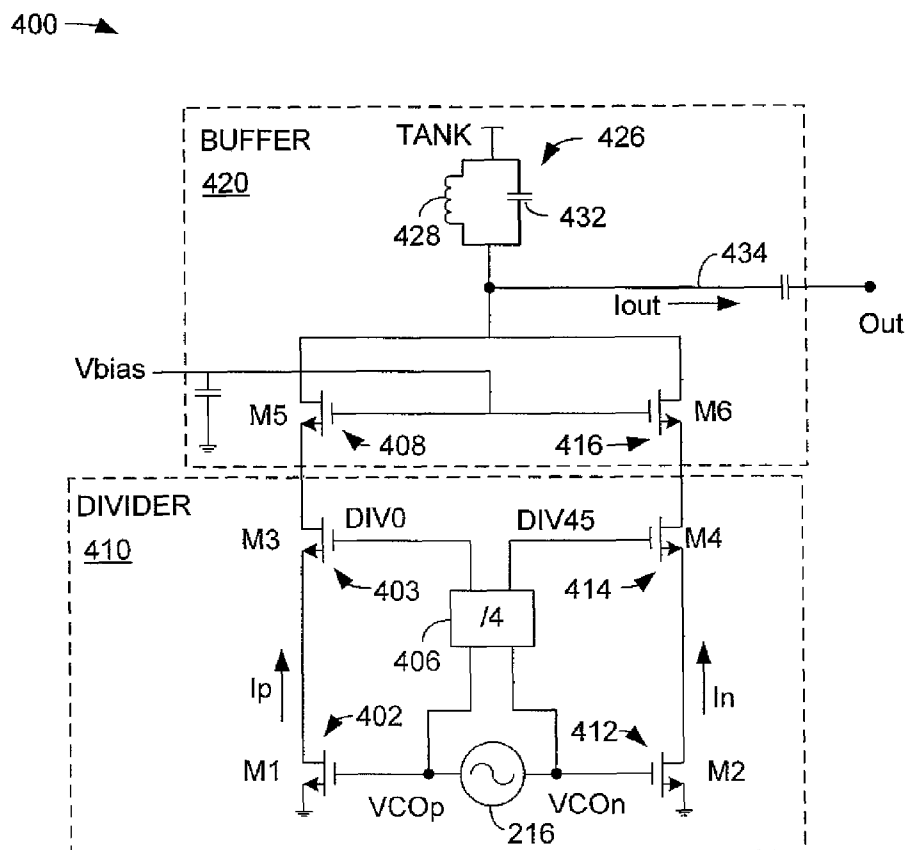 400
BUFFER
420
TANK
426
428
432
434
Iout
Out
Vbias
M5
408
416
M6
DIVIDER
410
M3
DIV0
DIV45
M4
403
414
/4
406
Ip
In
402
412
M1
M2
VCOp
VCOn
216